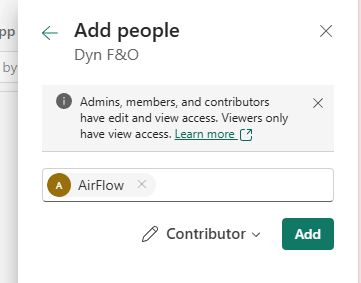 pp
Add people
Dyn F&O
by
Admins, members, and contributors
have edit and view access. Viewers only
have view access. Learn more
A
AirFlow
Contributor
Add